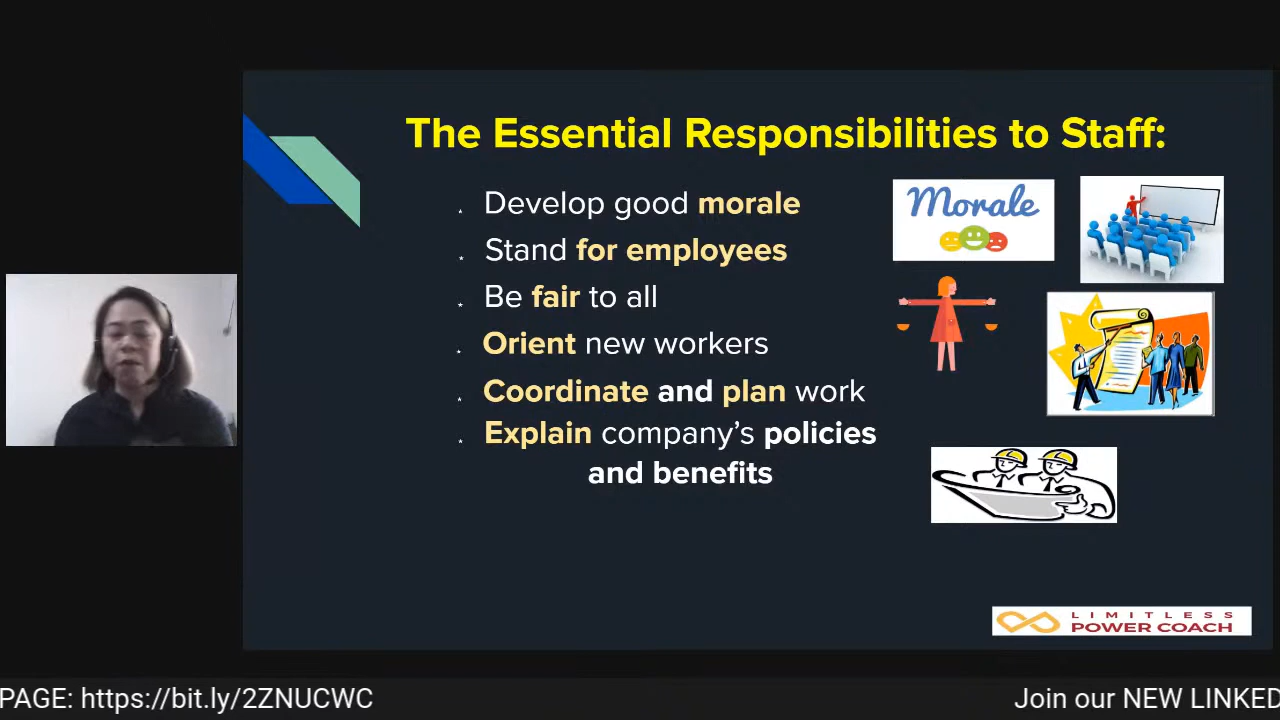 The Essential Responsibilities to Staff:
Develop good morale
Stand for employees
Be fair to all
Orient new workers
Coordinate and plan work
Explain company's policies
and benefits
Morale
LIMITLESS
POWER COACH
PAGE: https://bit.ly/2ZNUCWC
Join our NEW LINKED